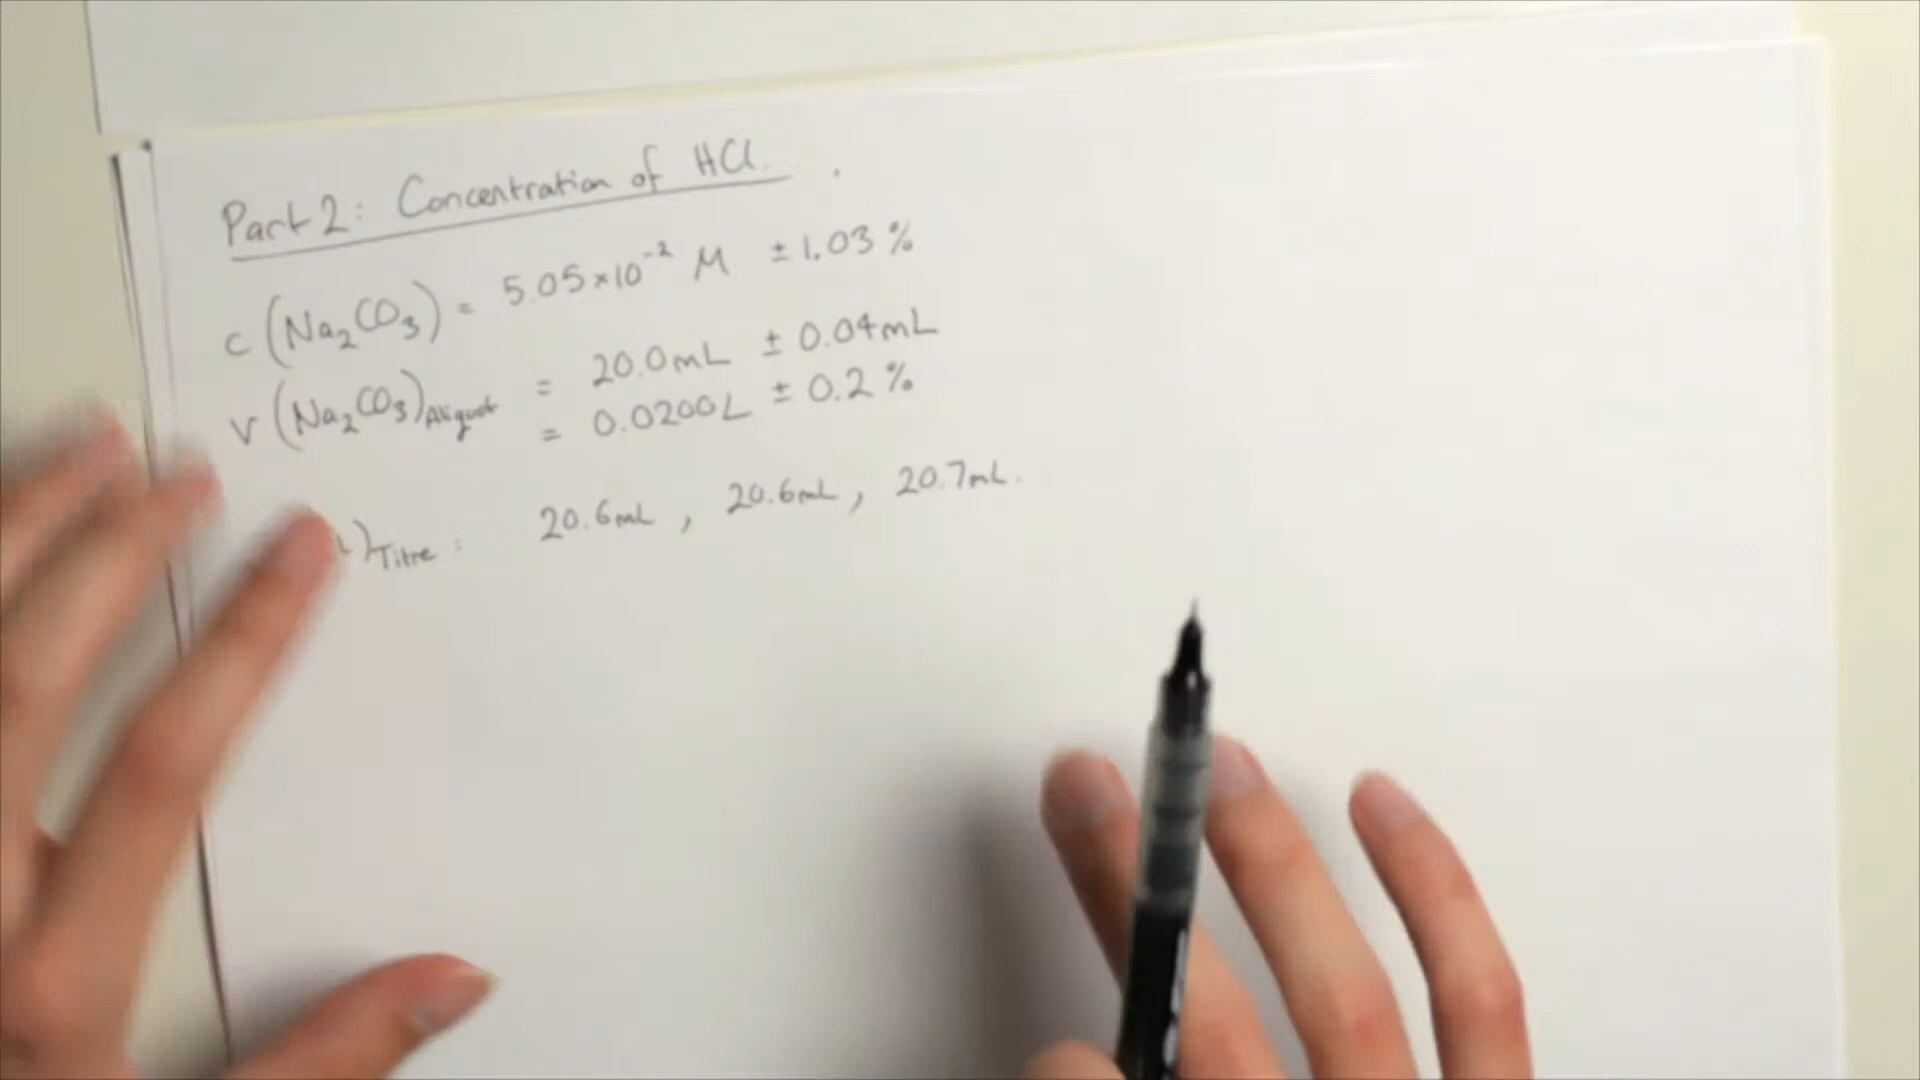 Part 2: Concentration of HCl.
c (Na₂CO₃) = 5.05×10⁻² M ± 1.03 %
V (Na₂CO₃)Aliquot = 20.0mL ± 0.04mL
= 0.0200L ± 0.2 %
)Titre : 20.6mL , 20.6mL , 20.7mL.